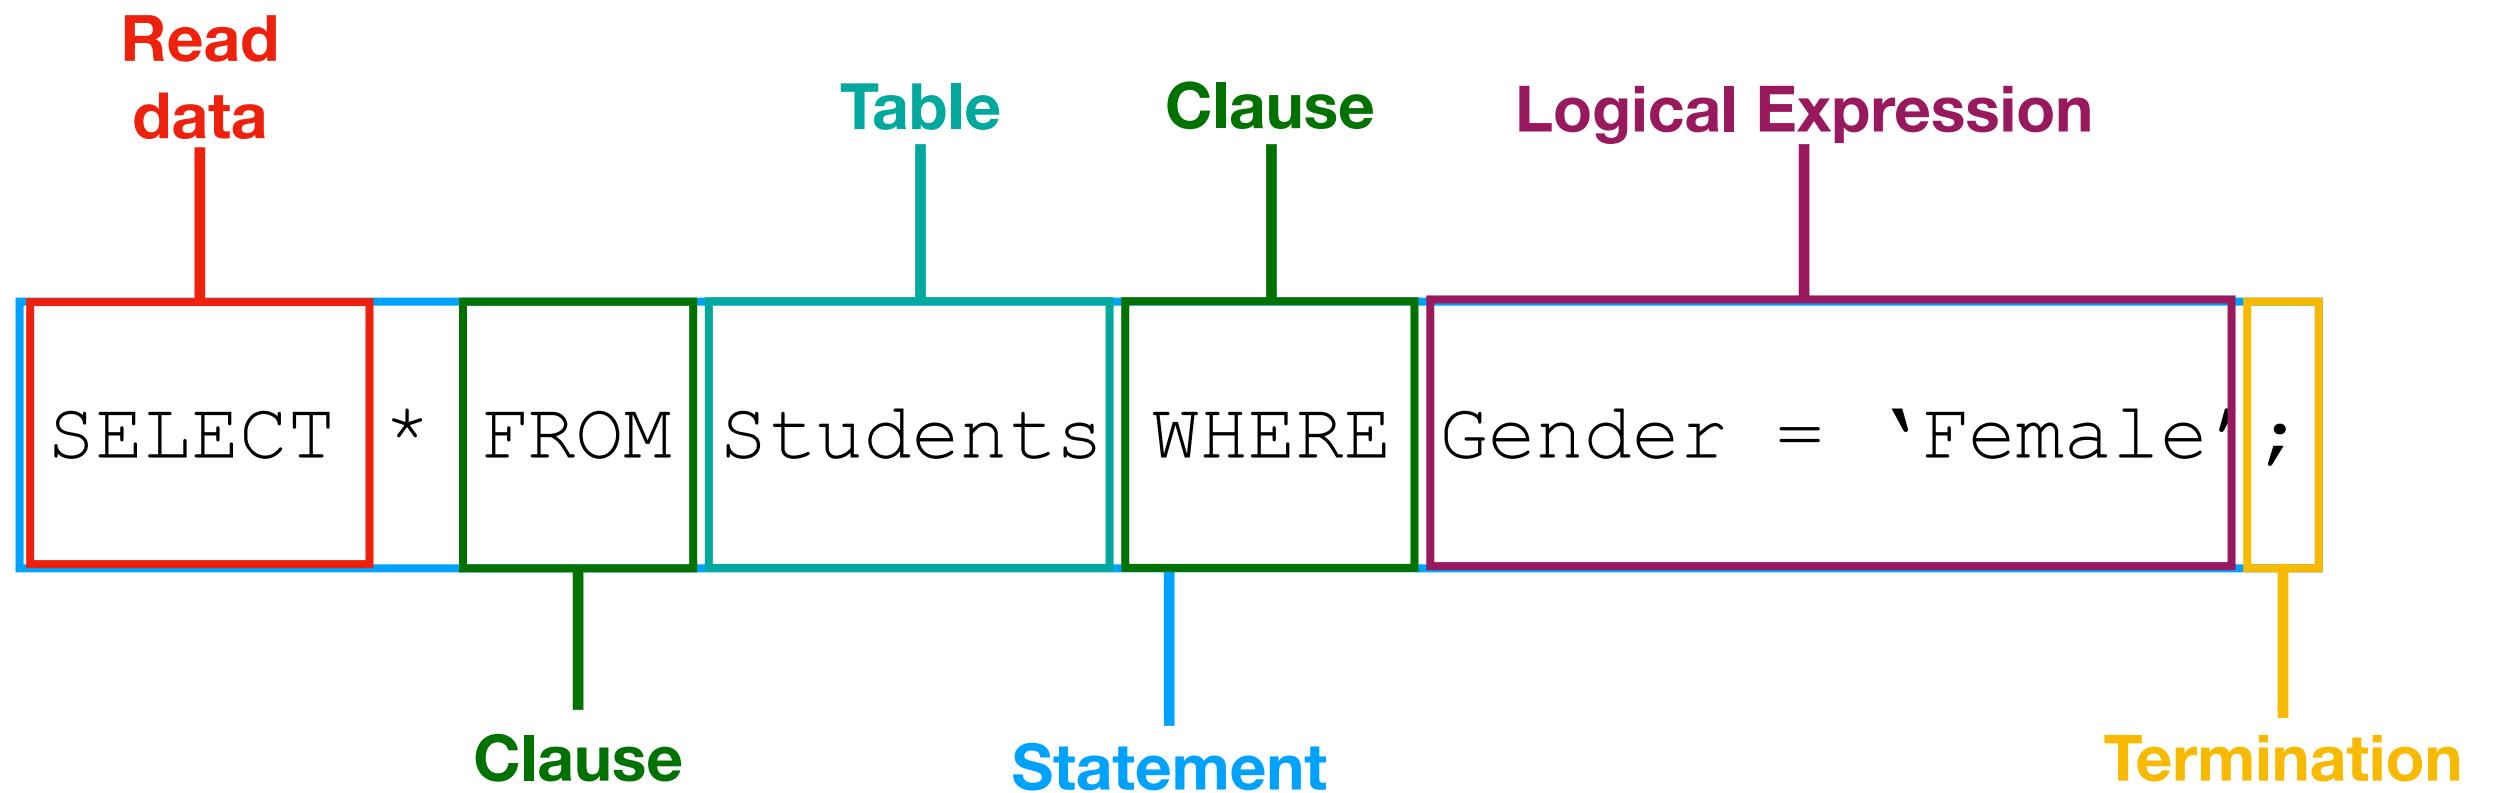 Read
data
Table
Clause
Logical Expression
SELECT * FROM Students WHERE Gender = ‘Female’;
Clause
Statement
Termination